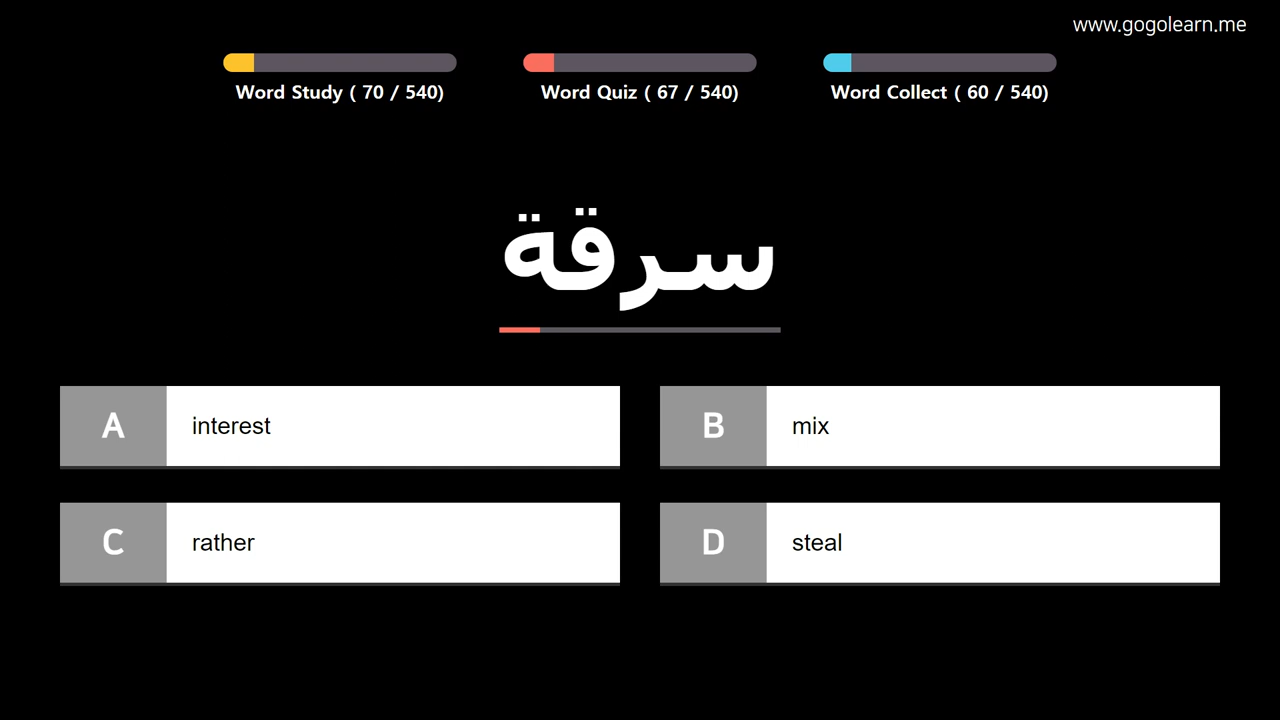 www.gogolearn.me
Word Study ( 70 / 540)
Word Quiz ( 67 / 540)
Word Collect ( 60 / 540)
سرقة
A interest
B mix
C rather
D steal